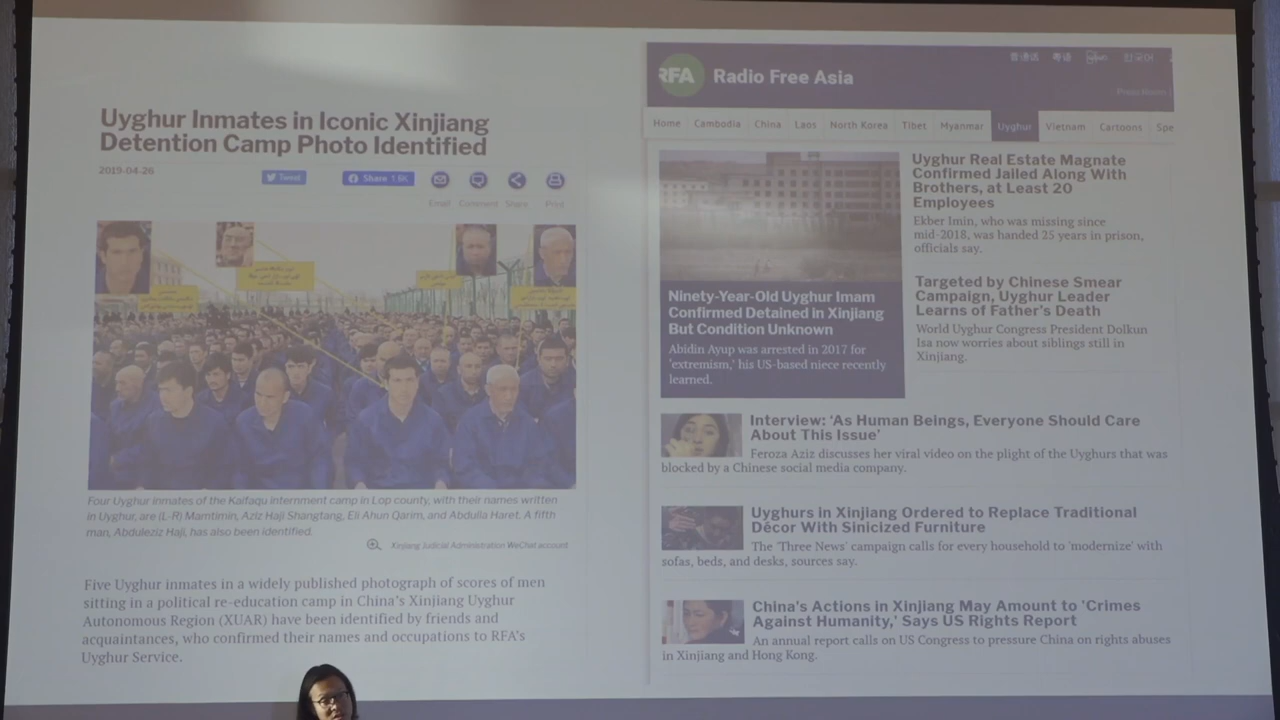 Uyghur Inmates in Iconic Xinjiang
Detention Camp Photo Identified
2019-04-26
Tweet
Share 1.6K
Email Comment Share Print
Four Uyghur inmates of the Kaifaqu internment camp in Lop county, with their names written
in Uyghur, are (L-R) Mamtimin, Aziz Haji Shangtang, Eli Ahun Qarim, and Abdulla Haret. A fifth
man, Abduleziz Haji, has also been identified.
Xinjiang Judicial Administration WeChat account
Five Uyghur inmates in a widely published photograph of scores of men
sitting in a political re-education camp in China's Xinjiang Uyghur
Autonomous Region (XUAR) have been identified by friends and
acquaintances, who confirmed their names and occupations to RFA's
Uyghur Service.
普通话 粤语 한국어
RFA Radio Free Asia
Press Room
Home Cambodia China Laos North Korea Tibet Myanmar Uyghur Vietnam Cartoons Spe
Ninety-Year-Old Uyghur Imam
Confirmed Detained in Xinjiang
But Condition Unknown
Abidin Ayup was arrested in 2017 for
'extremism,' his US-based niece recently
learned.
Uyghur Real Estate Magnate
Confirmed Jailed Along With
Brothers, at Least 20
Employees
Ekber Imin, who was missing since
mid-2018, was handed 25 years in prison,
officials say.
Targeted by Chinese Smear
Campaign, Uyghur Leader
Learns of Father's Death
World Uyghur Congress President Dolkun
Isa now worries about siblings still in
Xinjiang.
Interview: 'As Human Beings, Everyone Should Care
About This Issue'
Feroza Aziz discusses her viral video on the plight of the Uyghurs that was
blocked by a Chinese social media company.
Uyghurs in Xinjiang Ordered to Replace Traditional
Décor With Sinicized Furniture
The 'Three News' campaign calls for every household to 'modernize' with
sofas, beds, and desks, sources say.
China's Actions in Xinjiang May Amount to 'Crimes
Against Humanity,' Says US Rights Report
An annual report calls on US Congress to pressure China on rights abuses
in Xinjiang and Hong Kong.